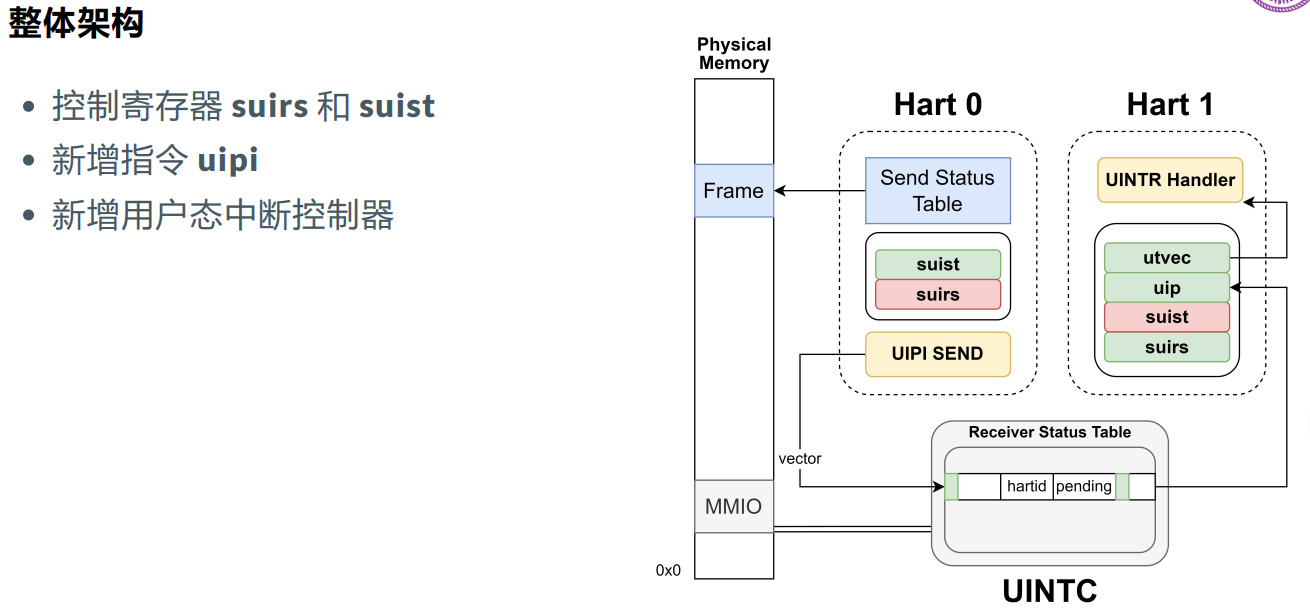 整体架构
• 控制寄存器 suirs 和 suist
• 新增指令 uipi
• 新增用户态中断控制器
Physical
Memory
Frame
MMIO
0x0
Hart 0
Send Status
Table
suist
suirs
UIPI SEND
vector
Hart 1
UINTR Handler
utvec
uip
suist
suirs
Receiver Status Table
hartid
pending
UINTC